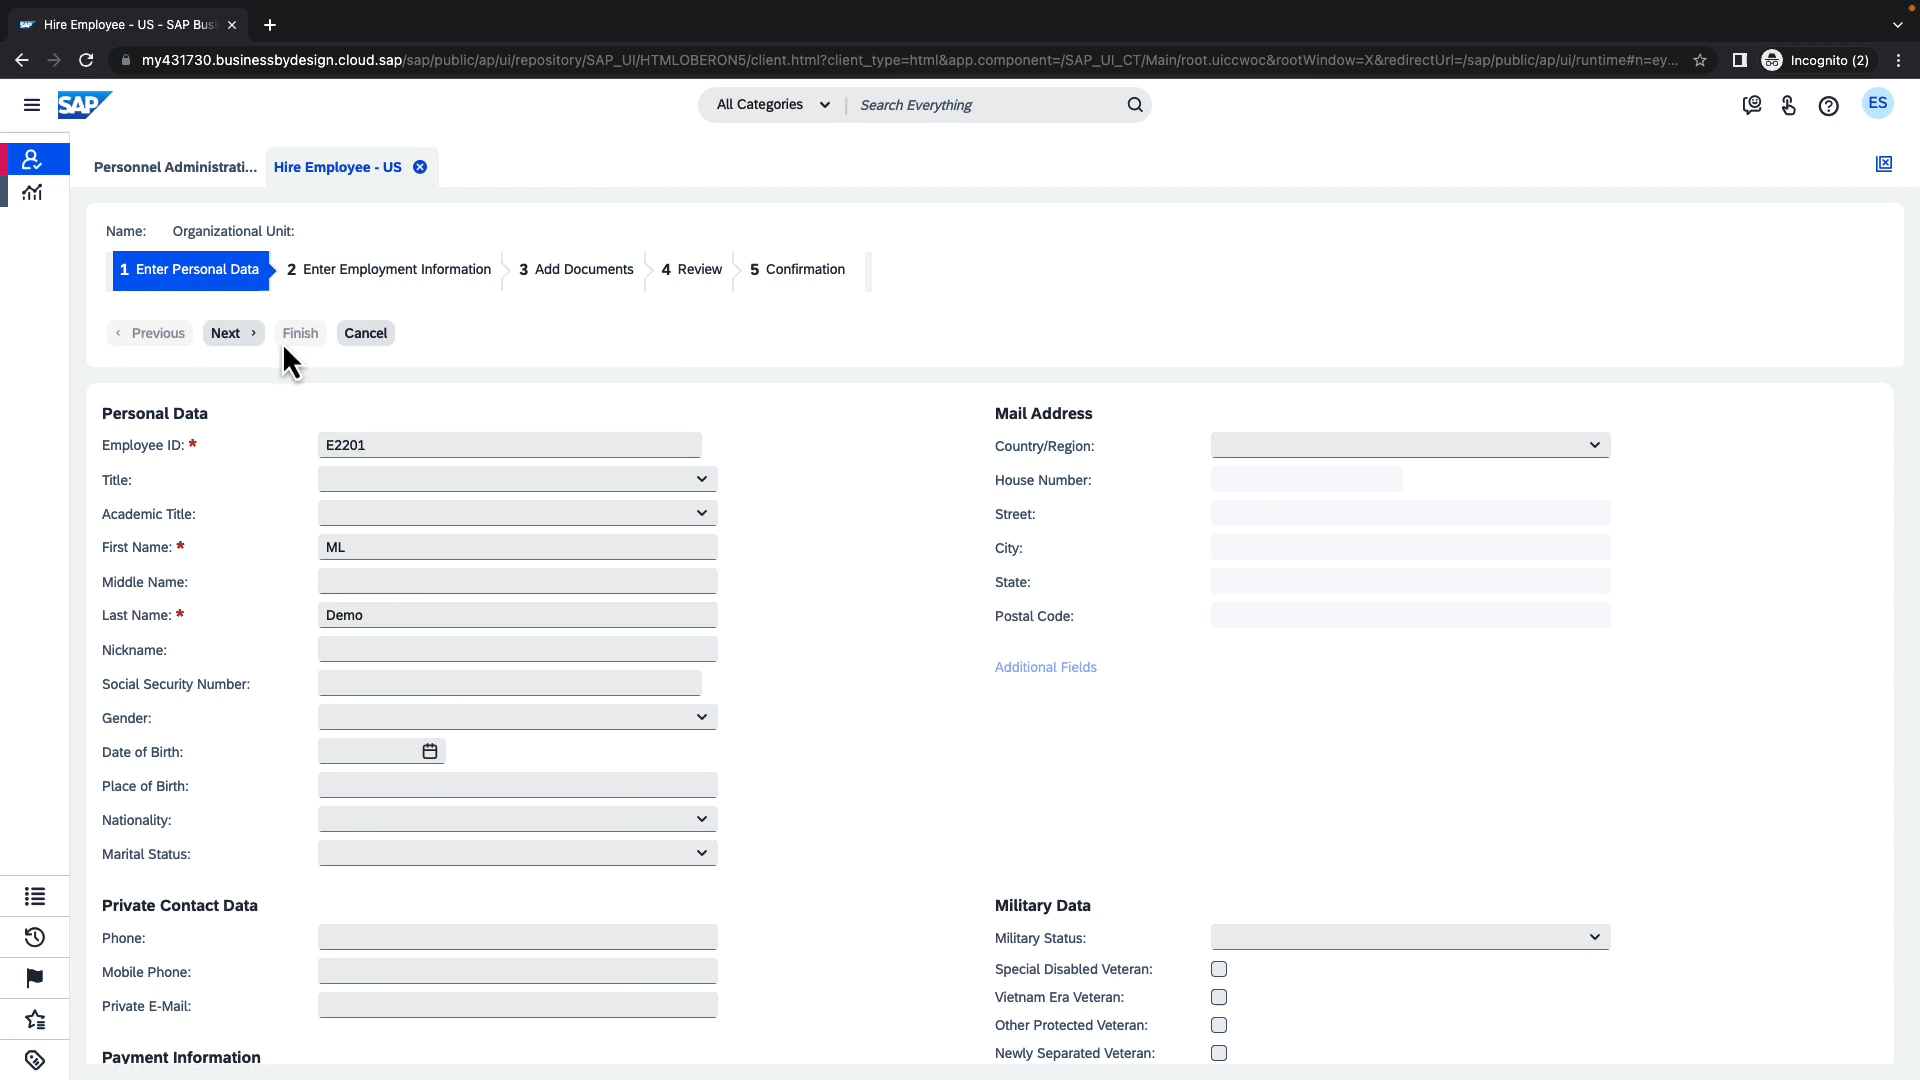 Hire Employee - US - SAP Bus
my431730.businessbydesign.cloud.sap/sap/public/ap/ui/repository/SAP_UI/HTMLOBERON5/client.html?client_type=html&app.component=/SAP_UI_CT/Main/root.uiccwoc&rootWindow=X&redirectUrl=/sap/public/ap/ui/runtime#n=ey...
Incognito (2)
SAP
All Categories
Search Everything
ES
Personnel Administrati...
Hire Employee - US
Name:
Organizational Unit:
1 Enter Personal Data
2 Enter Employment Information
3 Add Documents
4 Review
5 Confirmation
Previous
Next
Finish
Cancel
Personal Data
Employee ID: *
E2201
Title:
Academic Title:
First Name: *
ML
Middle Name:
Last Name: *
Demo
Nickname:
Social Security Number:
Gender:
Date of Birth:
Place of Birth:
Nationality:
Marital Status:
Mail Address
Country/Region:
House Number:
Street:
City:
State:
Postal Code:
Additional Fields
Private Contact Data
Phone:
Mobile Phone:
Private E-Mail:
Military Data
Military Status:
Special Disabled Veteran:
Vietnam Era Veteran:
Other Protected Veteran:
Newly Separated Veteran:
Payment Information